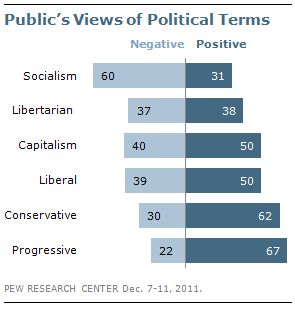 Public's Views of Political Terms
Negative Positive
Socialism 60 31
Libertarian 37 38
Capitalism 40 50
Liberal 39 50
Conservative 30 62
Progressive 22 67
PEW RESEARCH CENTER Dec. 7-11, 2011.